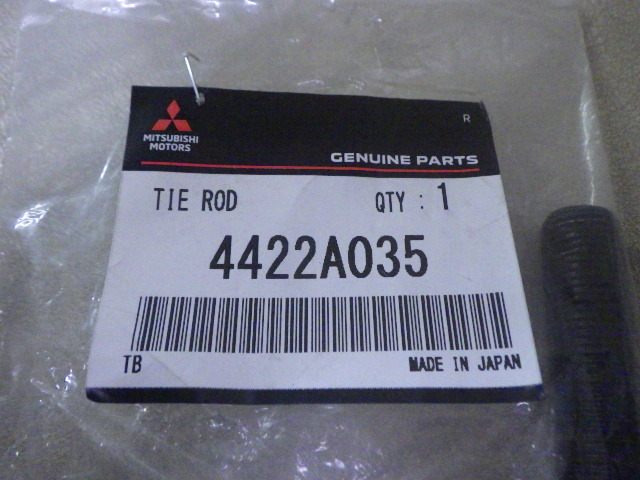 R
MITSUBISHI
MOTORS
GENUINE PARTS
TIE ROD QTY : 1
4422A035
TB MADE IN JAPAN